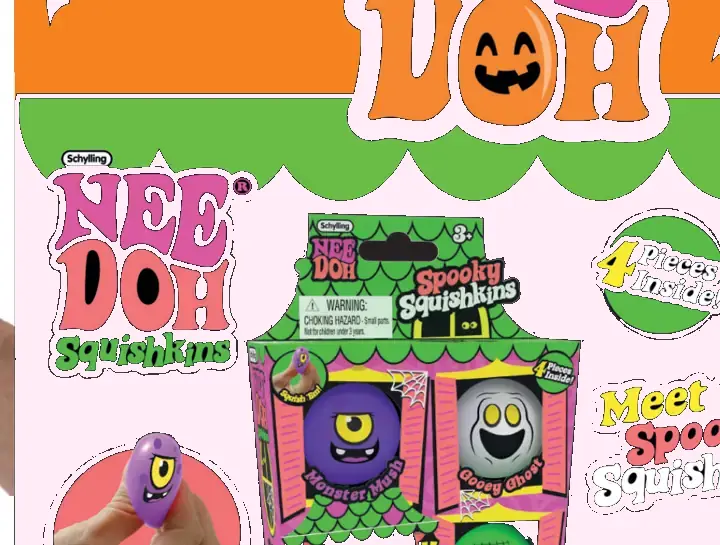 DOH
Schylling
NEE
DOH
Squishkins
®
Schylling
NEE
DOH
3+
Spooky
Squishkins
WARNING:
CHOKING HAZARD - Small parts.
Not for children under 3 years.
4 Pieces
Inside!
Squish 'Em!
4 Pieces
Inside!
Monster Mush
Gooey Ghost
Meet